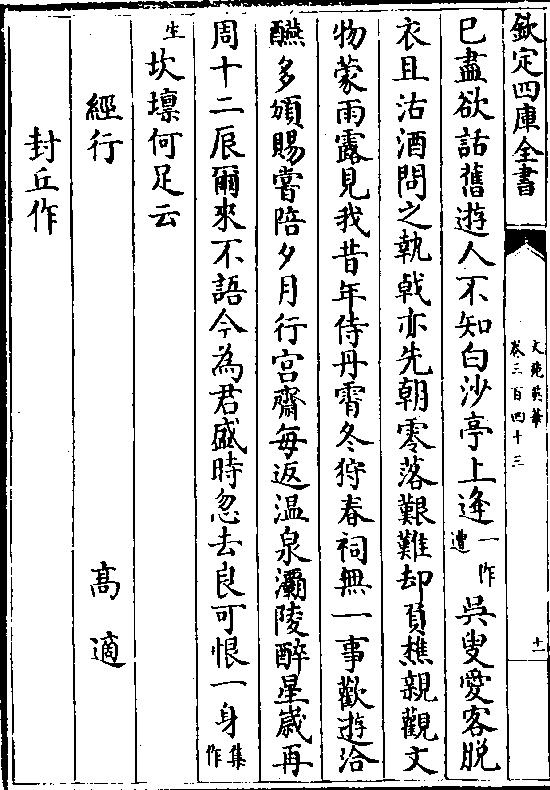 欽定四庫全書
文苑英華
卷三百四十三
十一
已盡欲話舊遊人不知白沙亭上逢一作遭吳叟愛客脱
衣且沽酒問之執㦸亦先朝零落艱難却負樵親觀文
物蒙雨露見我昔年侍丹霄冬狩春祠無一事歡遊洽
醼多頒賜嘗陪夕月竹宮齋每返温泉灞陵醉星歲再
周十二辰爾來不語今為君盛時忽去良可恨一身集作
生坎壈何足云
經行
封丘作
髙適